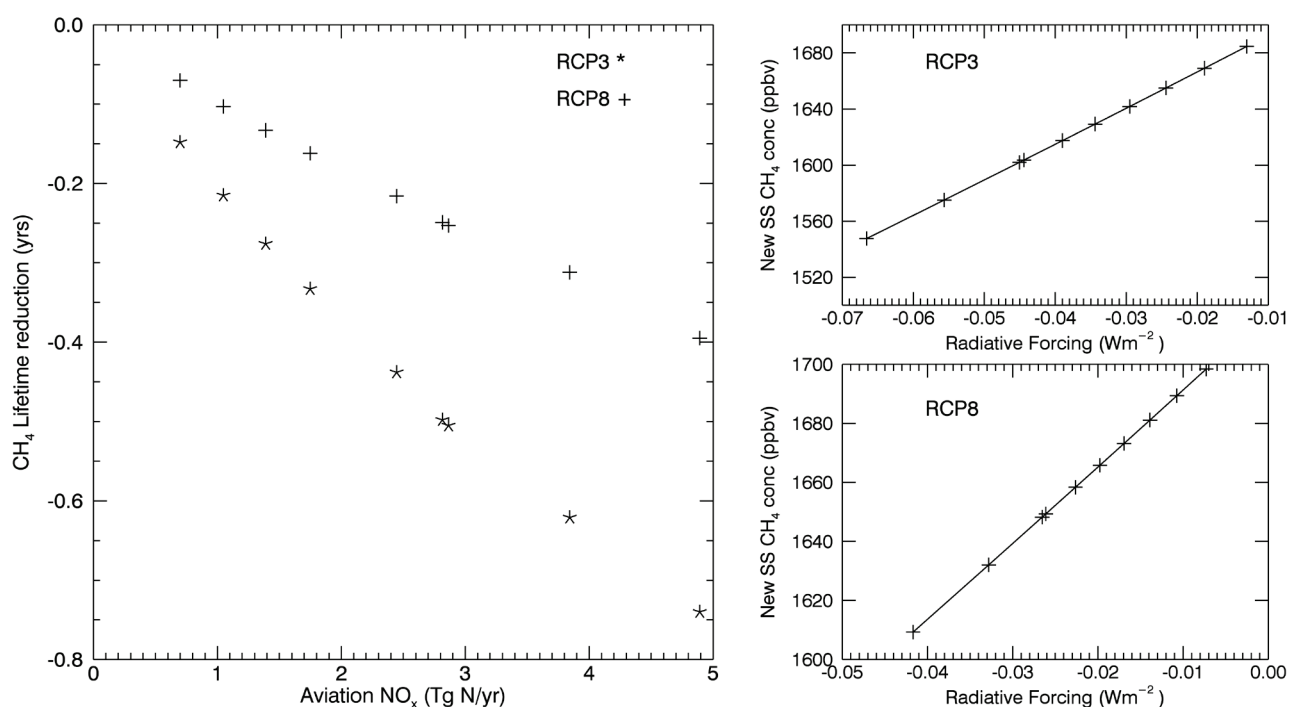 0.0
-0.2
-0.4
-0.6
-0.8
CH₄ Lifetime reduction (yrs)
RCP3 *
RCP8 +
0 1 2 3 4 5
Aviation NOₓ (Tg N/yr)
1680
1640
1600
1560
1520
New SS CH₄ conc (ppbv)
RCP3
-0.07 -0.06 -0.05 -0.04 -0.03 -0.02 -0.01
Radiative Forcing (Wm⁻²)
1700
1680
1660
1640
1620
1600
New SS CH₄ conc (ppbv)
RCP8
-0.05 -0.04 -0.03 -0.02 -0.01 0.00
Radiative Forcing (Wm⁻²)